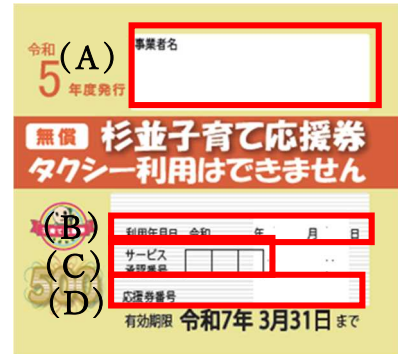 事業者名
令和
(A)
5 年度発行
無償 杉並子育て応援券
タクシー利用はできません
(B)
利用年月日 令和 年 月 日
(C)
サービス
承認番号
500
(D)
応援券番号
有効期限 令和7年 3月31日 まで